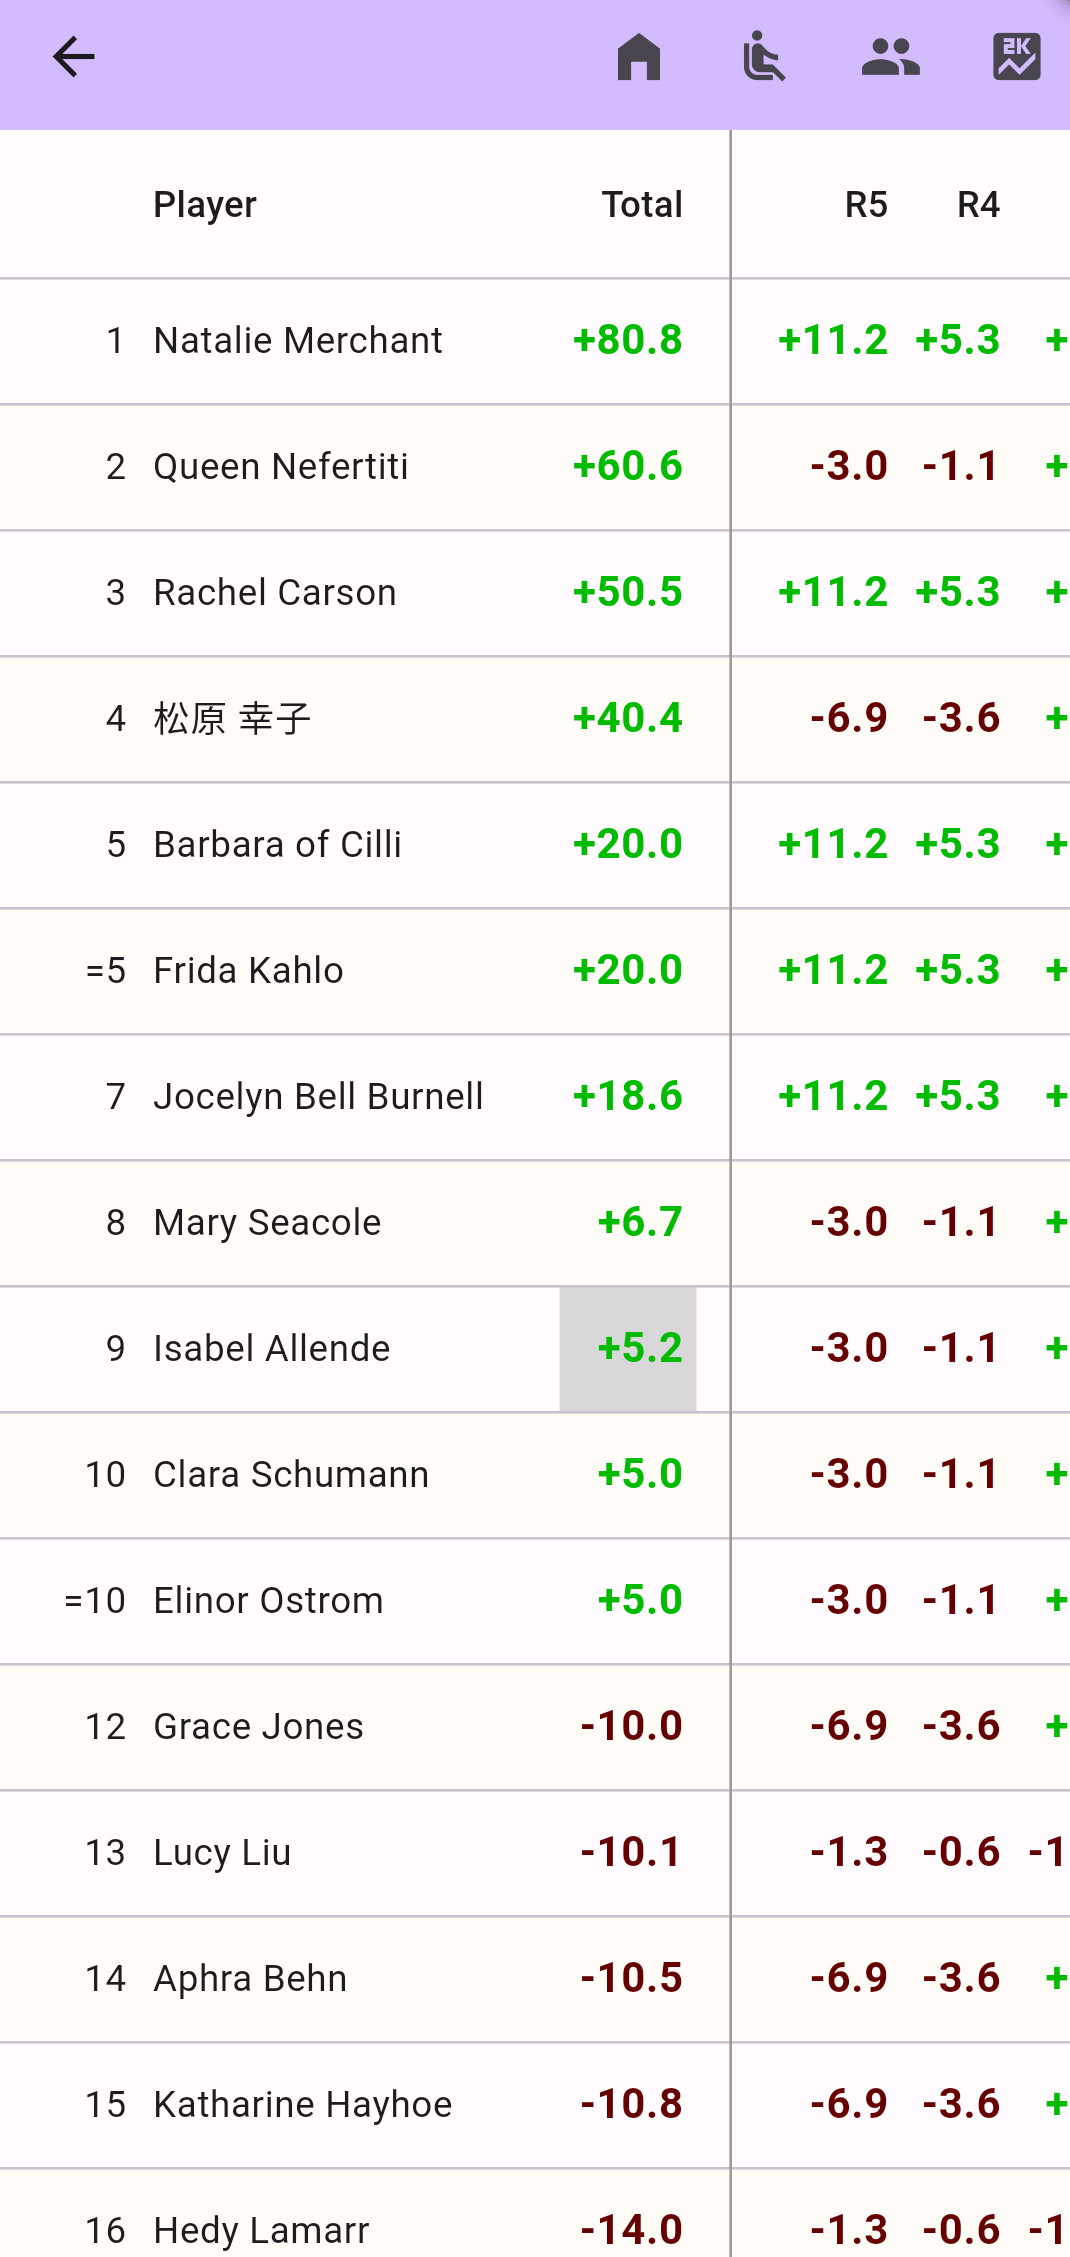 2K
Player Total R5 R4
1 Natalie Merchant +80.8 +11.2 +5.3 +
2 Queen Nefertiti +60.6 -3.0 -1.1 +
3 Rachel Carson +50.5 +11.2 +5.3 +
4 松原 幸子 +40.4 -6.9 -3.6 +
5 Barbara of Cilli +20.0 +11.2 +5.3 +
=5 Frida Kahlo +20.0 +11.2 +5.3 +
7 Jocelyn Bell Burnell +18.6 +11.2 +5.3 +
8 Mary Seacole +6.7 -3.0 -1.1 +
9 Isabel Allende +5.2 -3.0 -1.1 +
10 Clara Schumann +5.0 -3.0 -1.1 +
=10 Elinor Ostrom +5.0 -3.0 -1.1 +
12 Grace Jones -10.0 -6.9 -3.6 +
13 Lucy Liu -10.1 -1.3 -0.6 -1
14 Aphra Behn -10.5 -6.9 -3.6 +
15 Katharine Hayhoe -10.8 -6.9 -3.6 +
16 Hedy Lamarr -14.0 -1.3 -0.6 -1